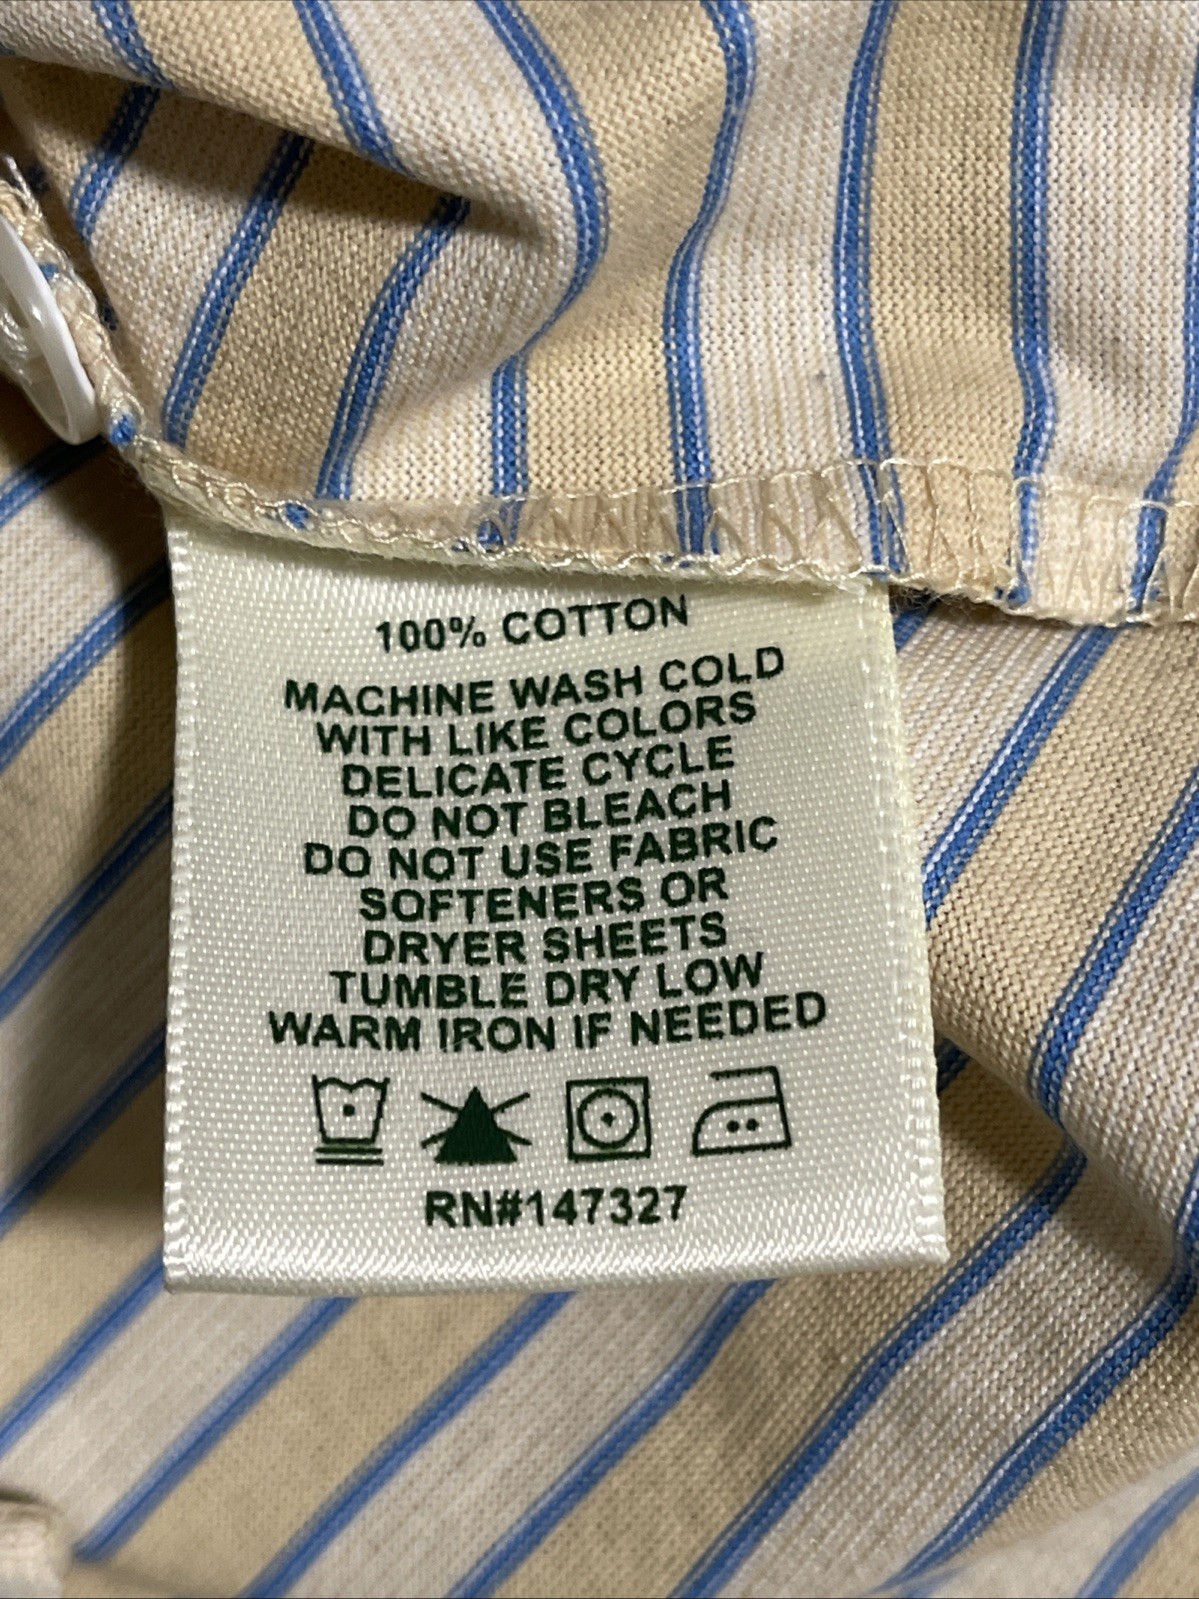 100% COTTON
MACHINE WASH COLD
WITH LIKE COLORS
DELICATE CYCLE
DO NOT BLEACH
DO NOT USE FABRIC
SOFTENERS OR
DRYER SHEETS
TUMBLE DRY LOW
WARM IRON IF NEEDED
RN#147327